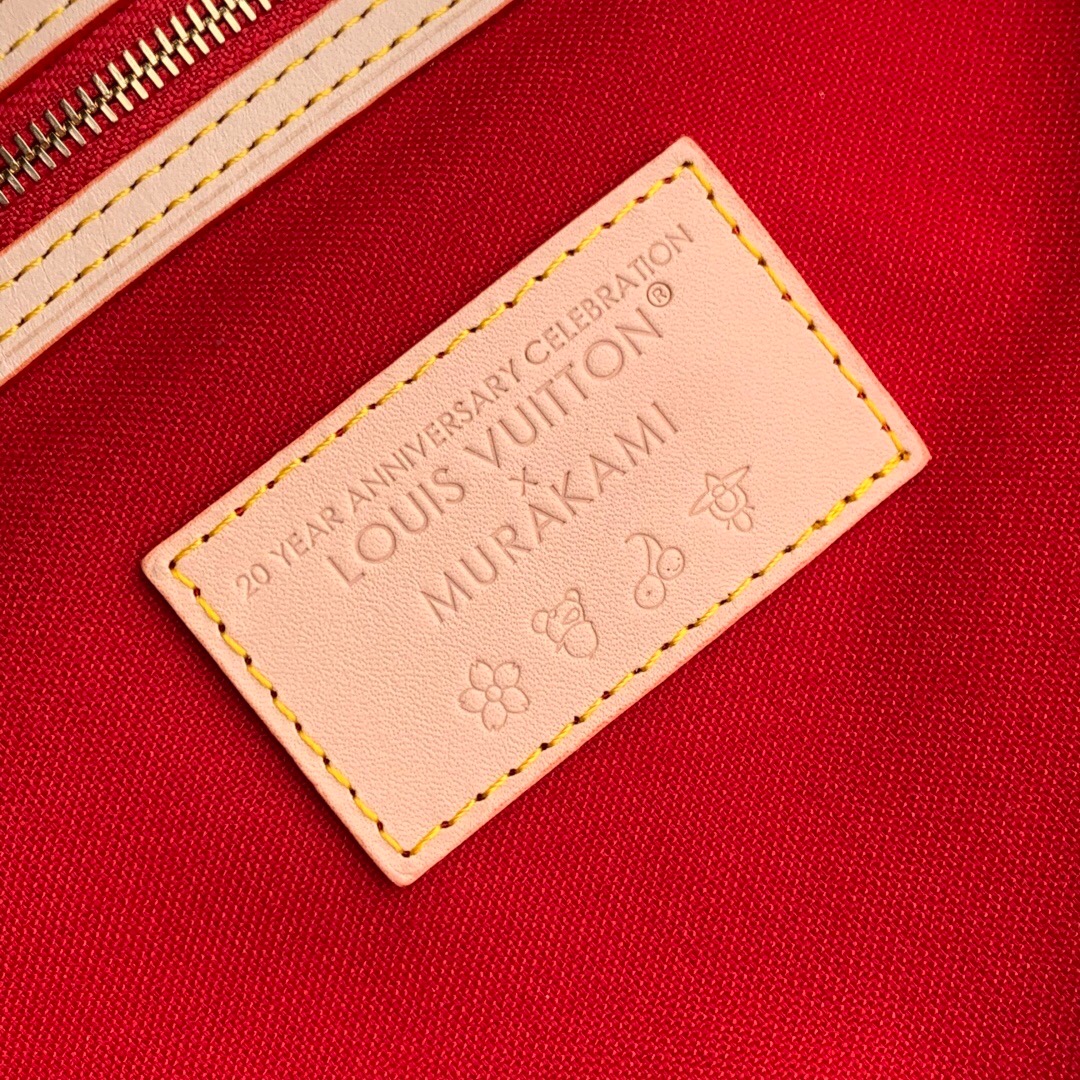 20 YEAR ANNIVERSARY CELEBRATION
LOUIS VUITTON®
×
MURAKAMI